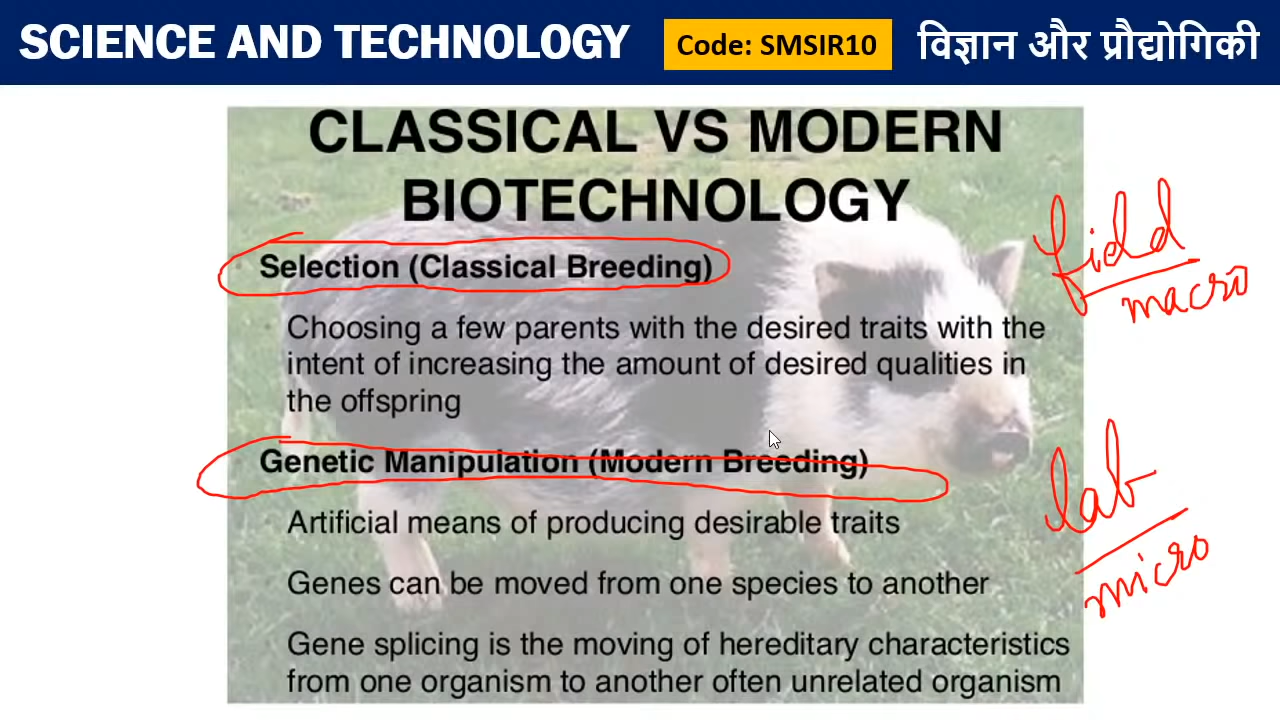 SCIENCE AND TECHNOLOGY
Code: SMSIR10
विज्ञान और प्रौद्योगिकी
CLASSICAL VS MODERN
BIOTECHNOLOGY
Selection (Classical Breeding)
Choosing a few parents with the desired traits with the
intent of increasing the amount of desired qualities in
the offspring
field
macro
Genetic Manipulation (Modern Breeding)
Artificial means of producing desirable traits
Genes can be moved from one species to another
Gene splicing is the moving of hereditary characteristics
from one organism to another often unrelated organism
lab
micro